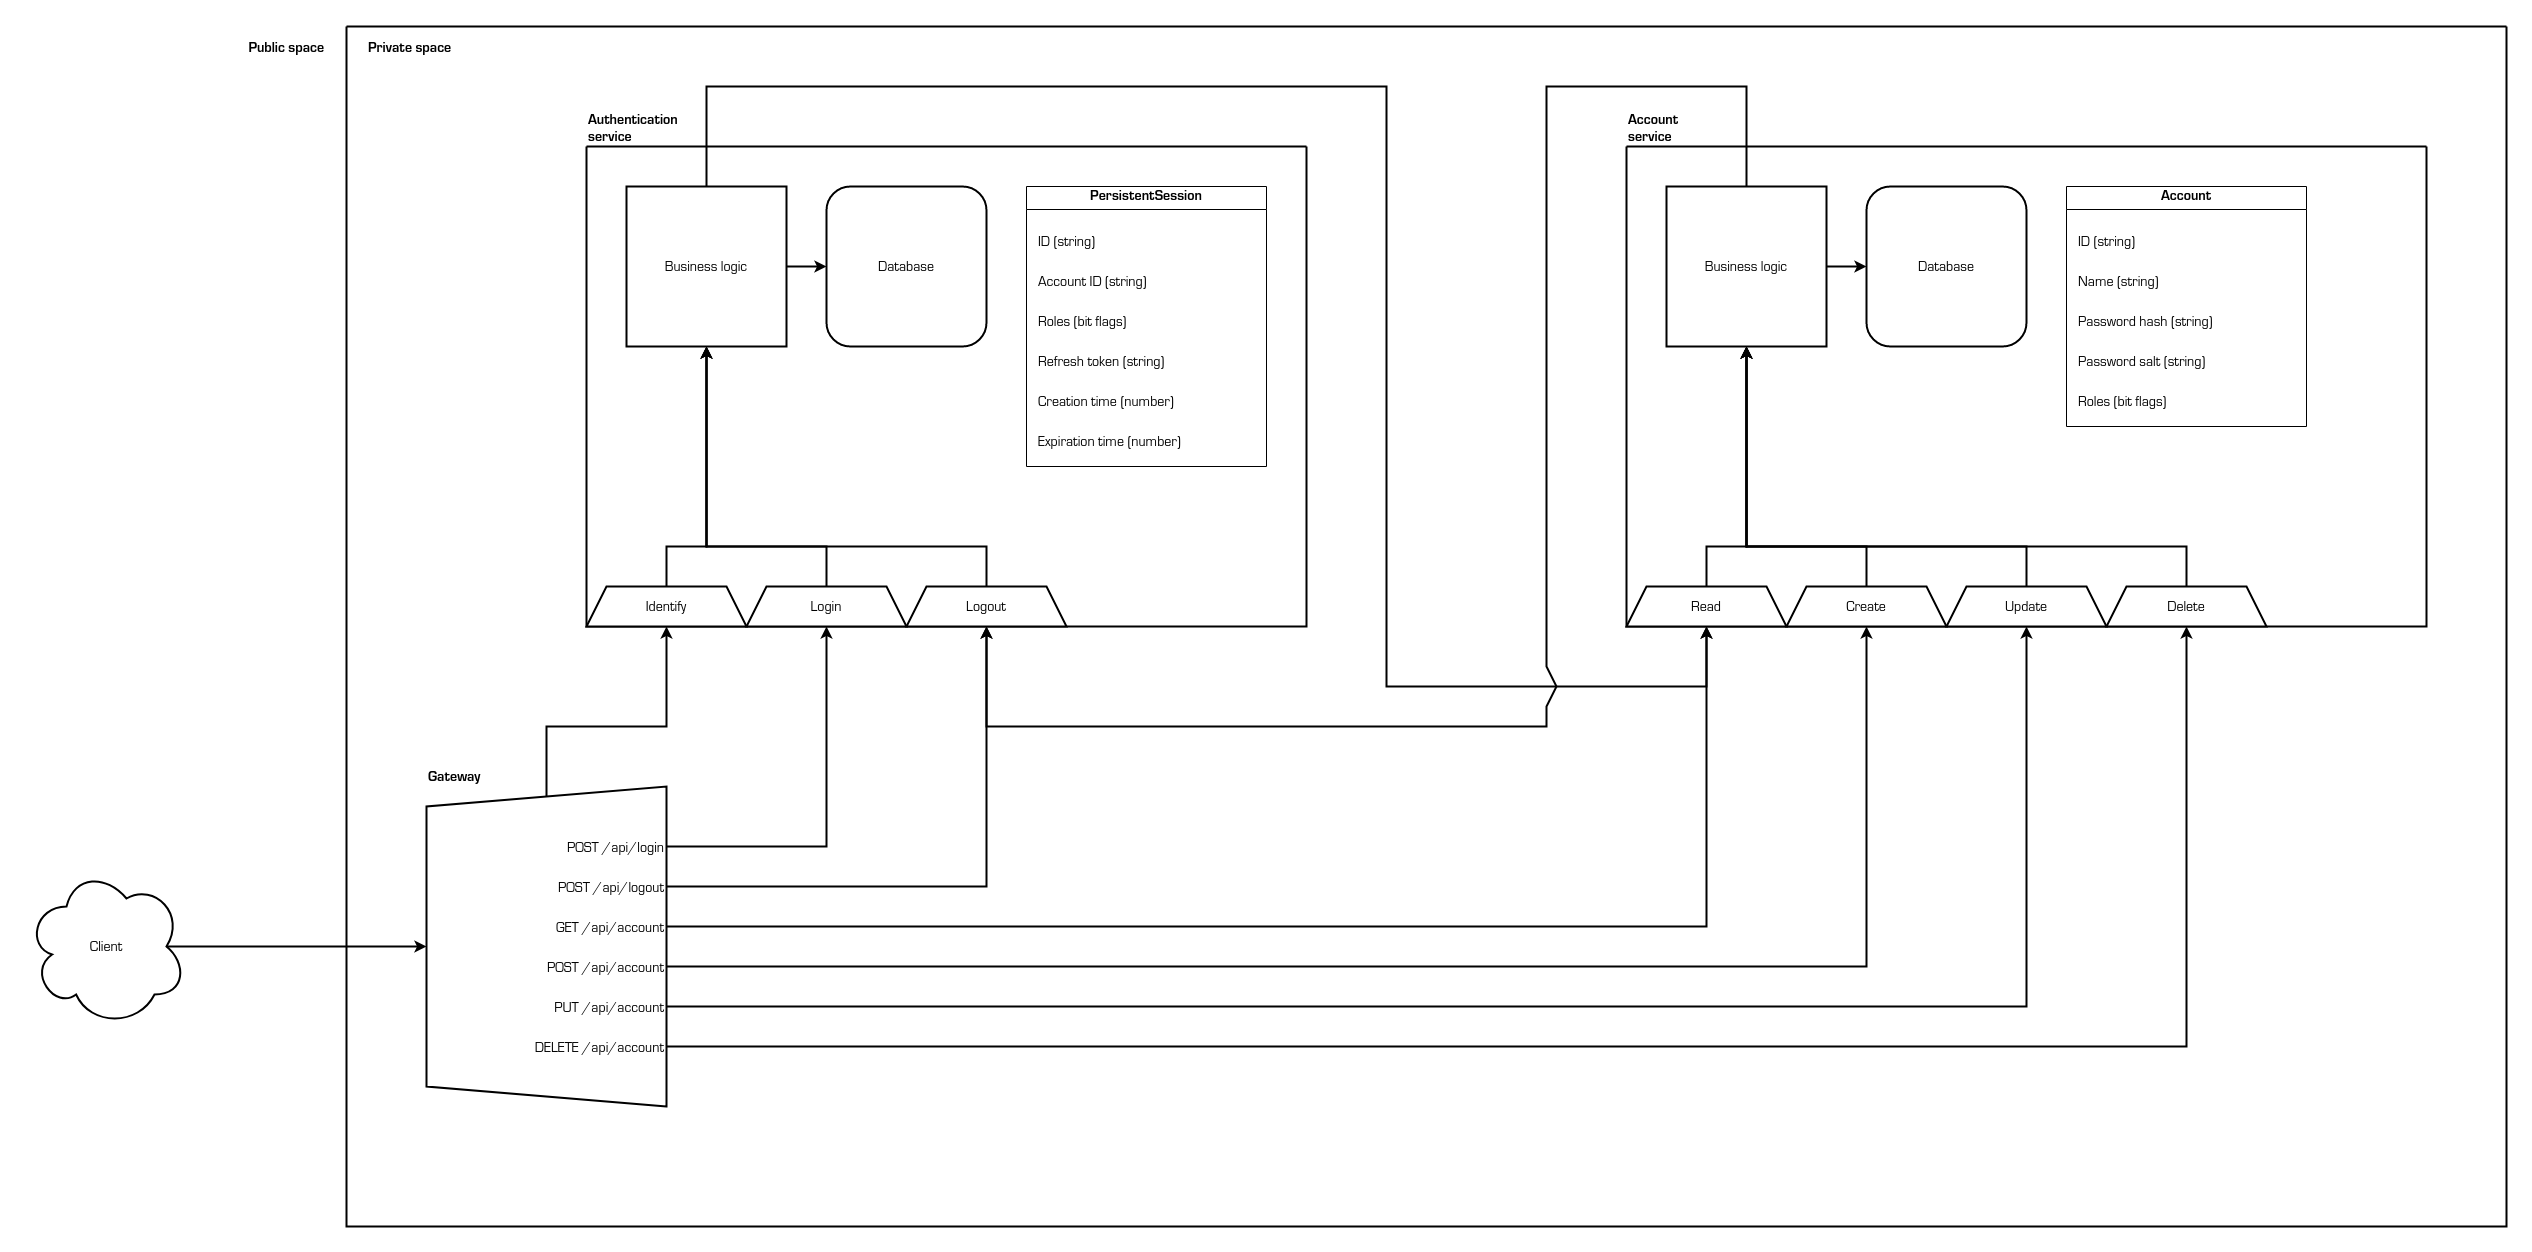 Public space
Private space
Authentication
service
Business logic
Database
PersistentSession
ID (string)
Account ID (string)
Roles (bit flags)
Refresh token (string)
Creation time (number)
Expiration time (number)
Identify
Login
Logout
Account
service
Business logic
Database
Account
ID (string)
Name (string)
Password hash (string)
Password salt (string)
Roles (bit flags)
Read
Create
Update
Delete
Gateway
POST /api/login
POST /api/logout
GET /api/account
POST /api/account
PUT /api/account
DELETE /api/account
Client